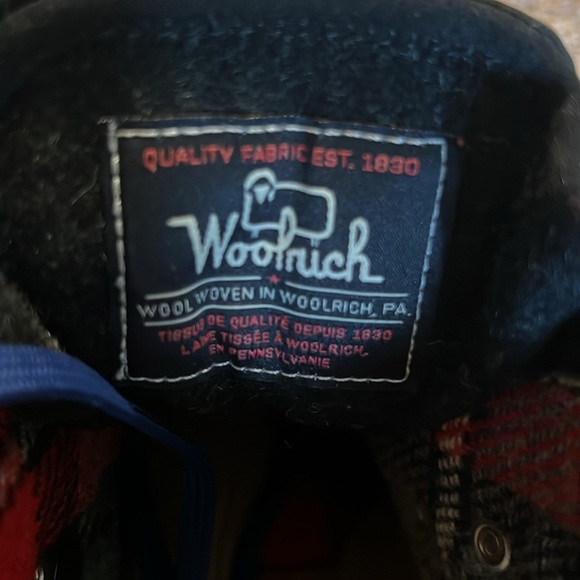 QUALITY FABRIC EST. 1830
Woolrich
WOOL WOVEN IN WOOLRICH, PA.
TISSUS DE QUALITÉ DEPUIS 1830
LAINE TISSÉE À WOOLRICH,
EN PENNSYLVANIE